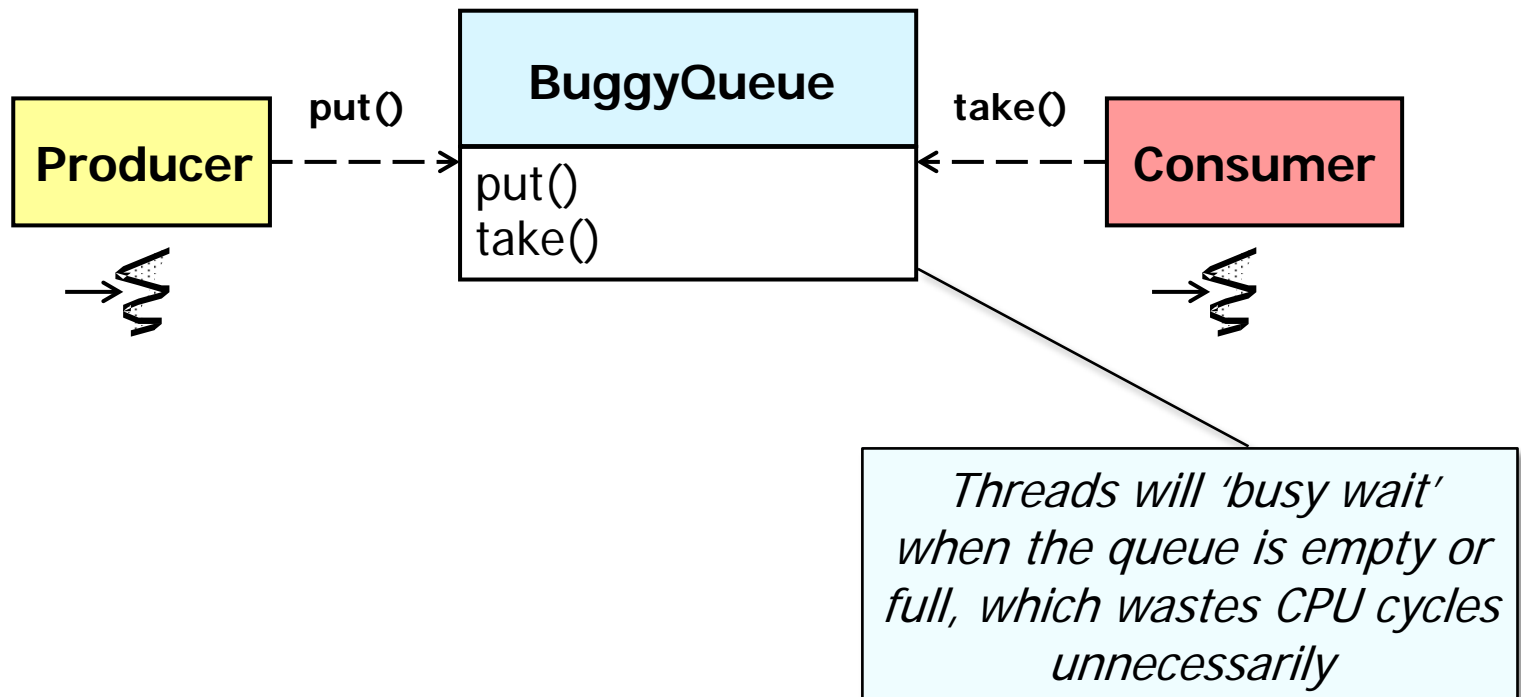 Producer
put()
BuggyQueue
put()
take()
take()
Consumer
Threads will ‘busy wait’
when the queue is empty or
full, which wastes CPU cycles
unnecessarily